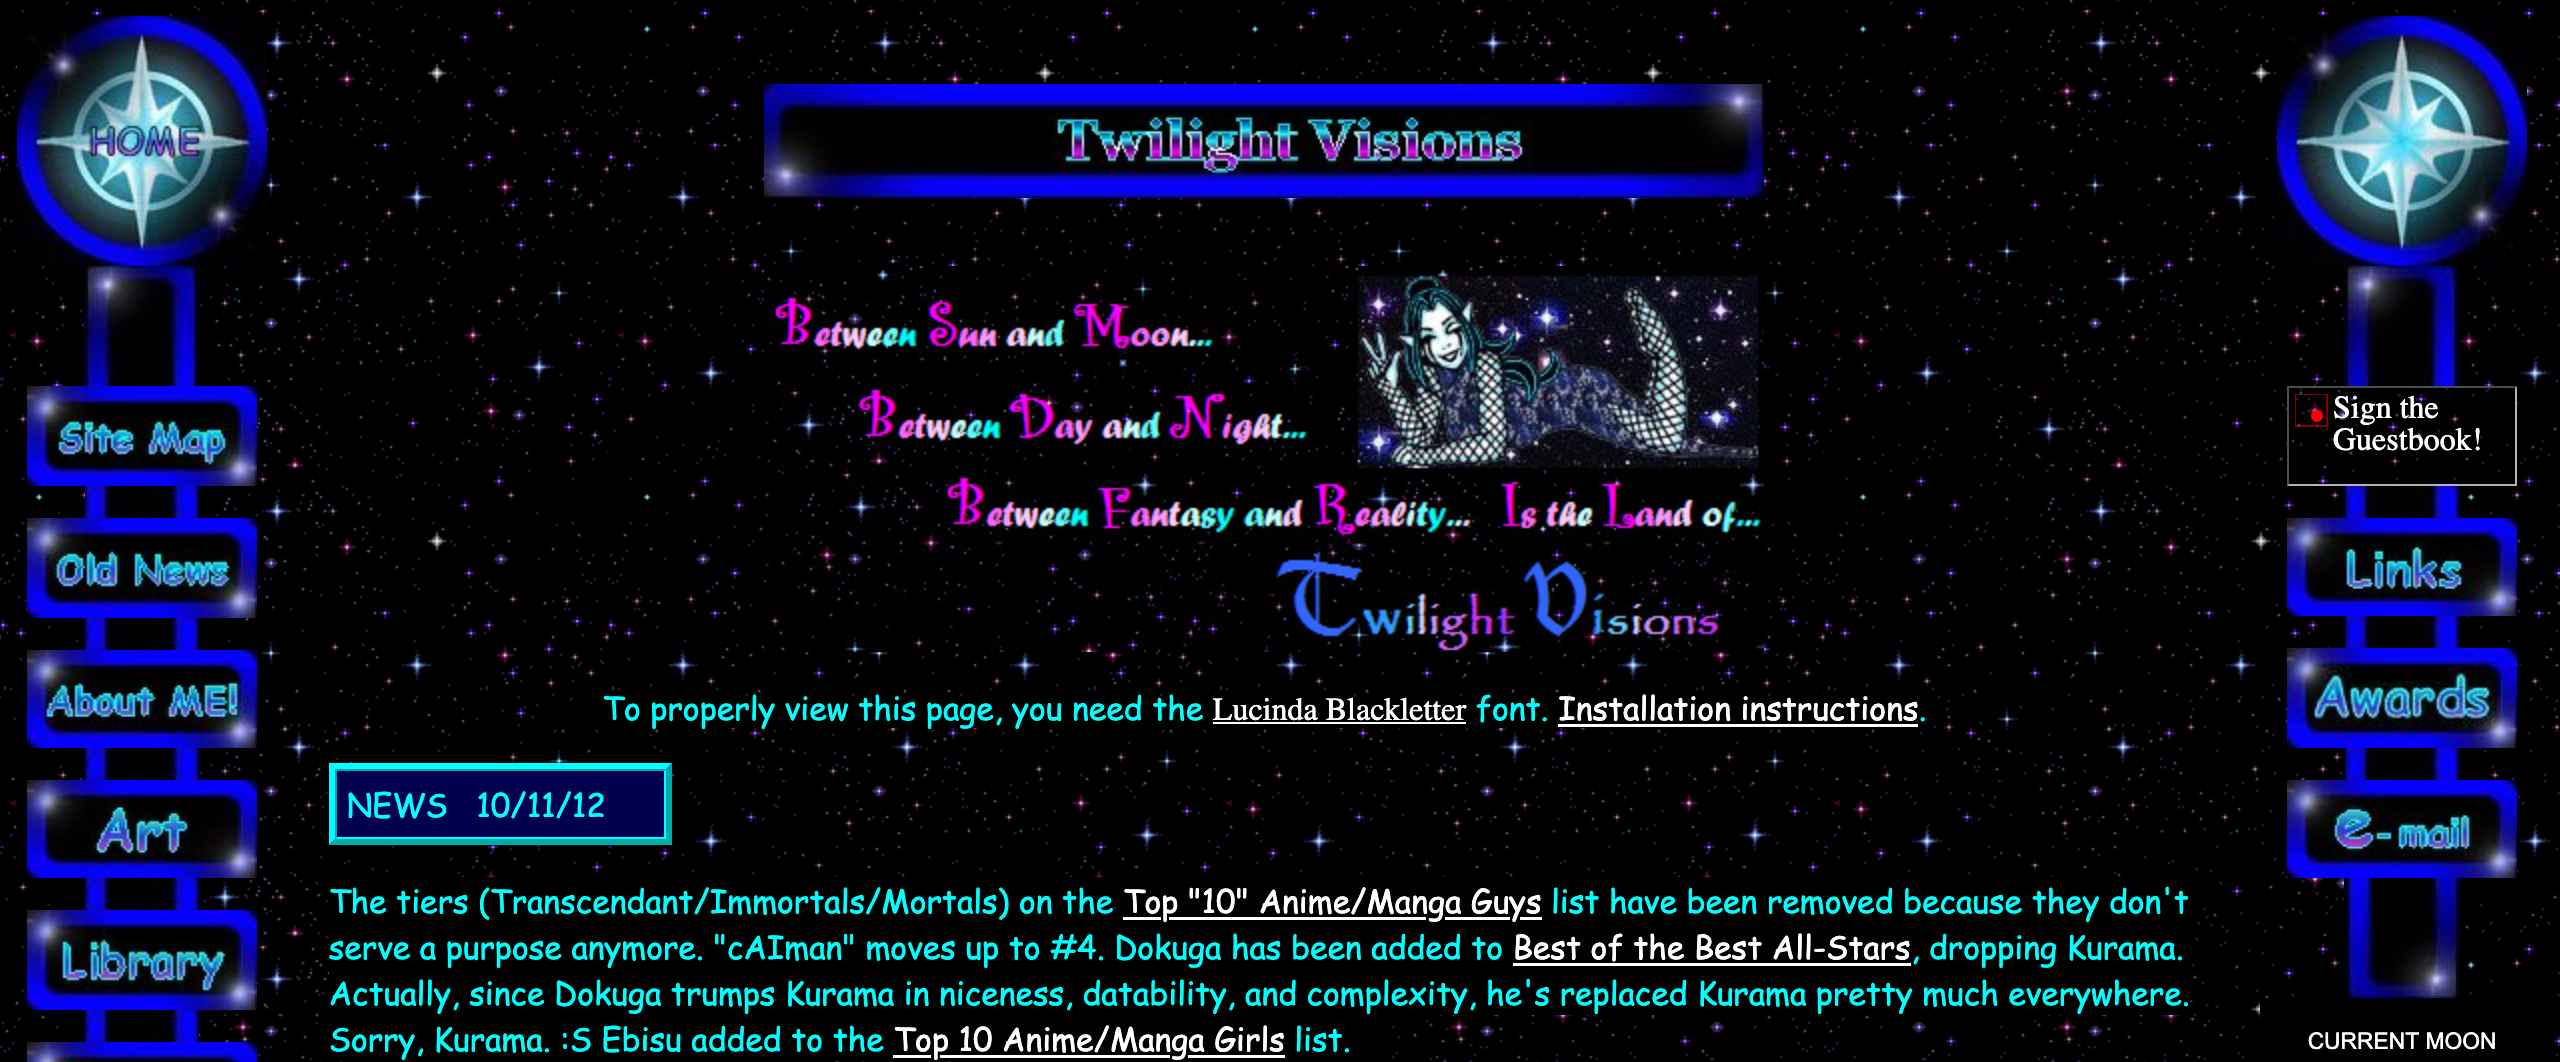 HOME
Twilight Visions
Between Sun and Moon...
Between Day and Night...
Between Fantasy and Reality... Is the Land of...
Twilight Visions
Site Map
Old News
About ME!
Art
Library
Sign the
Guestbook!
Links
Awards
e-mail
CURRENT MOON
To properly view this page, you need the Lucinda Blackletter font. Installation instructions.
NEWS 10/11/12
The tiers (Transcendant/Immortals/Mortals) on the Top "10" Anime/Manga Guys list have been removed because they don't
serve a purpose anymore. "cAIman" moves up to #4. Dokuga has been added to Best of the Best All-Stars, dropping Kurama.
Actually, since Dokuga trumps Kurama in niceness, datability, and complexity, he's replaced Kurama pretty much everywhere.
Sorry, Kurama. :S Ebisu added to the Top 10 Anime/Manga Girls list.